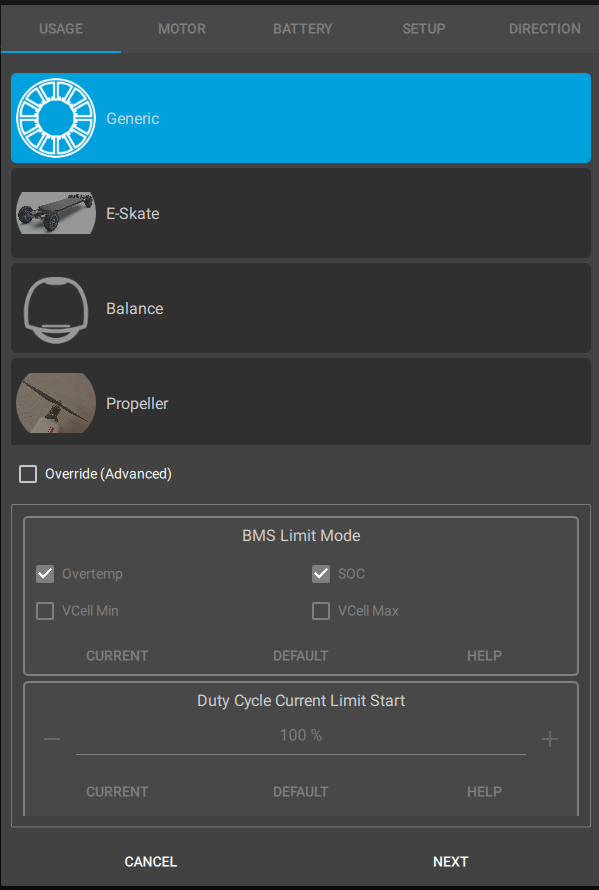 USAGE MOTOR BATTERY SETUP DIRECTION
Generic
E-Skate
Balance
Propeller
Override (Advanced)
BMS Limit Mode
Overtemp SOC
VCell Min VCell Max
CURRENT DEFAULT HELP
Duty Cycle Current Limit Start
100 %
CURRENT DEFAULT HELP
CANCEL NEXT